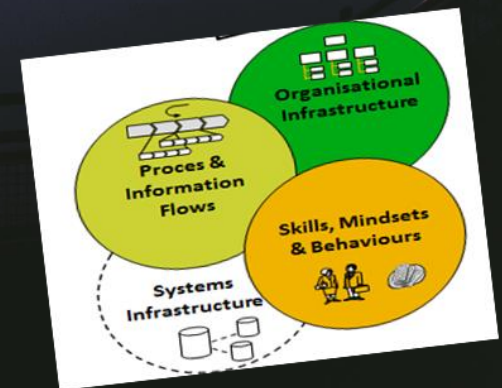 Organisational
Infrastructure
Proces &
Information
Flows
Skills, Mindsets
& Behaviours
Systems
Infrastructure